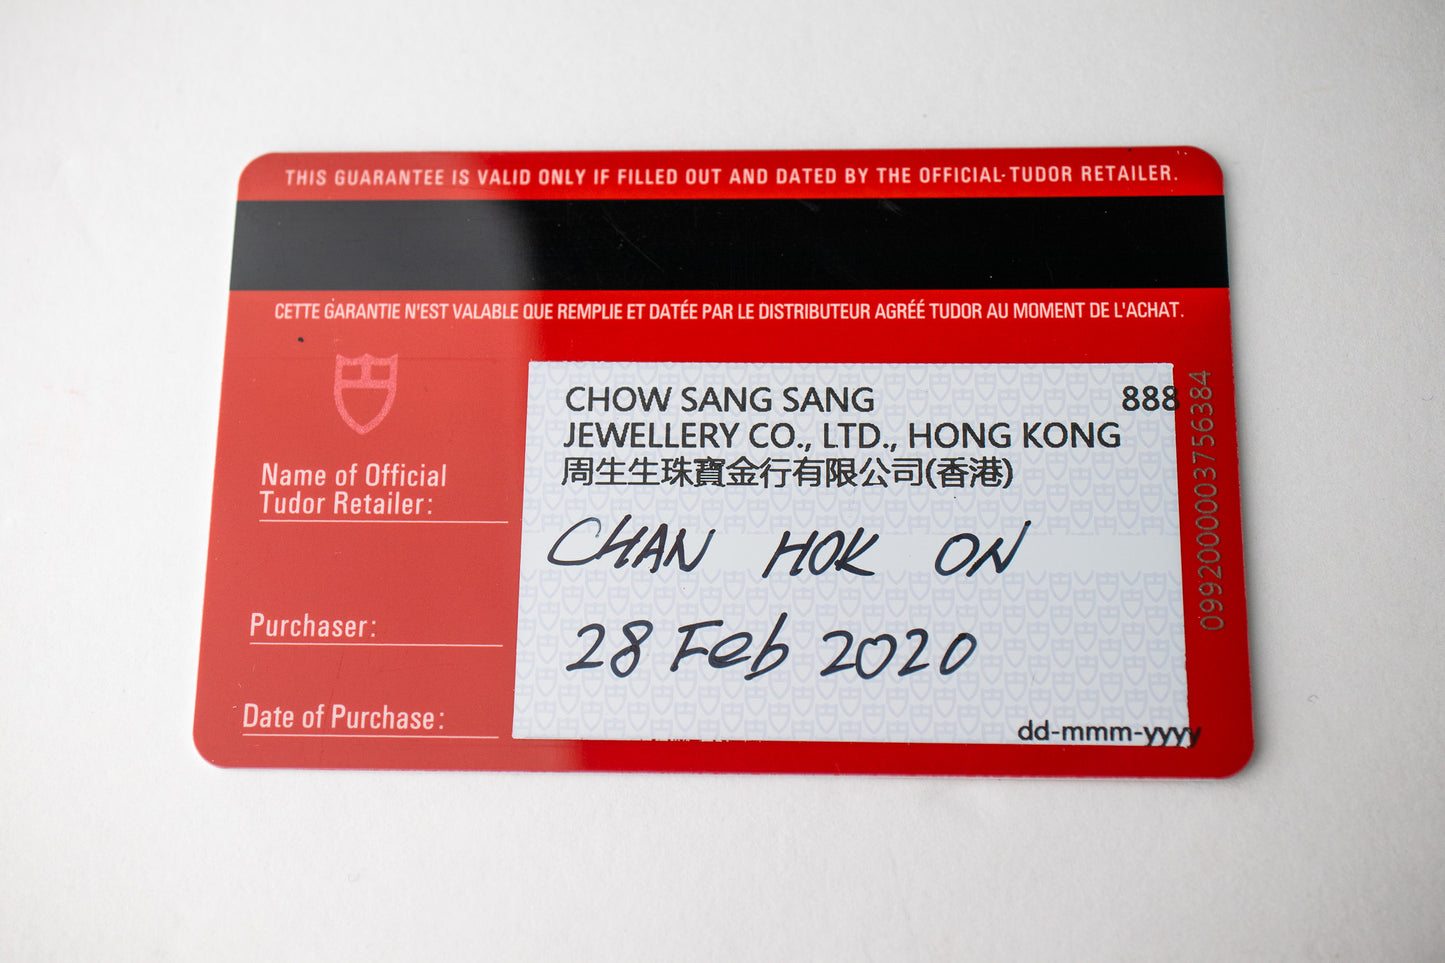 THIS GUARANTEE IS VALID ONLY IF FILLED OUT AND DATED BY THE OFFICIAL TUDOR RETAILER.
CETTE GARANTIE N'EST VALABLE QUE REMPLIE ET DATÉE PAR LE DISTRIBUTEUR AGRÉÉ TUDOR AU MOMENT DE L'ACHAT.
CHOW SANG SANG 888
JEWELLERY CO., LTD., HONG KONG
周生生珠寶金行有限公司(香港)
Name of Official
Tudor Retailer:
CHAN HOK ON
Purchaser:
28 Feb 2020
Date of Purchase:
dd-mmm-yyyy
0992000003756384